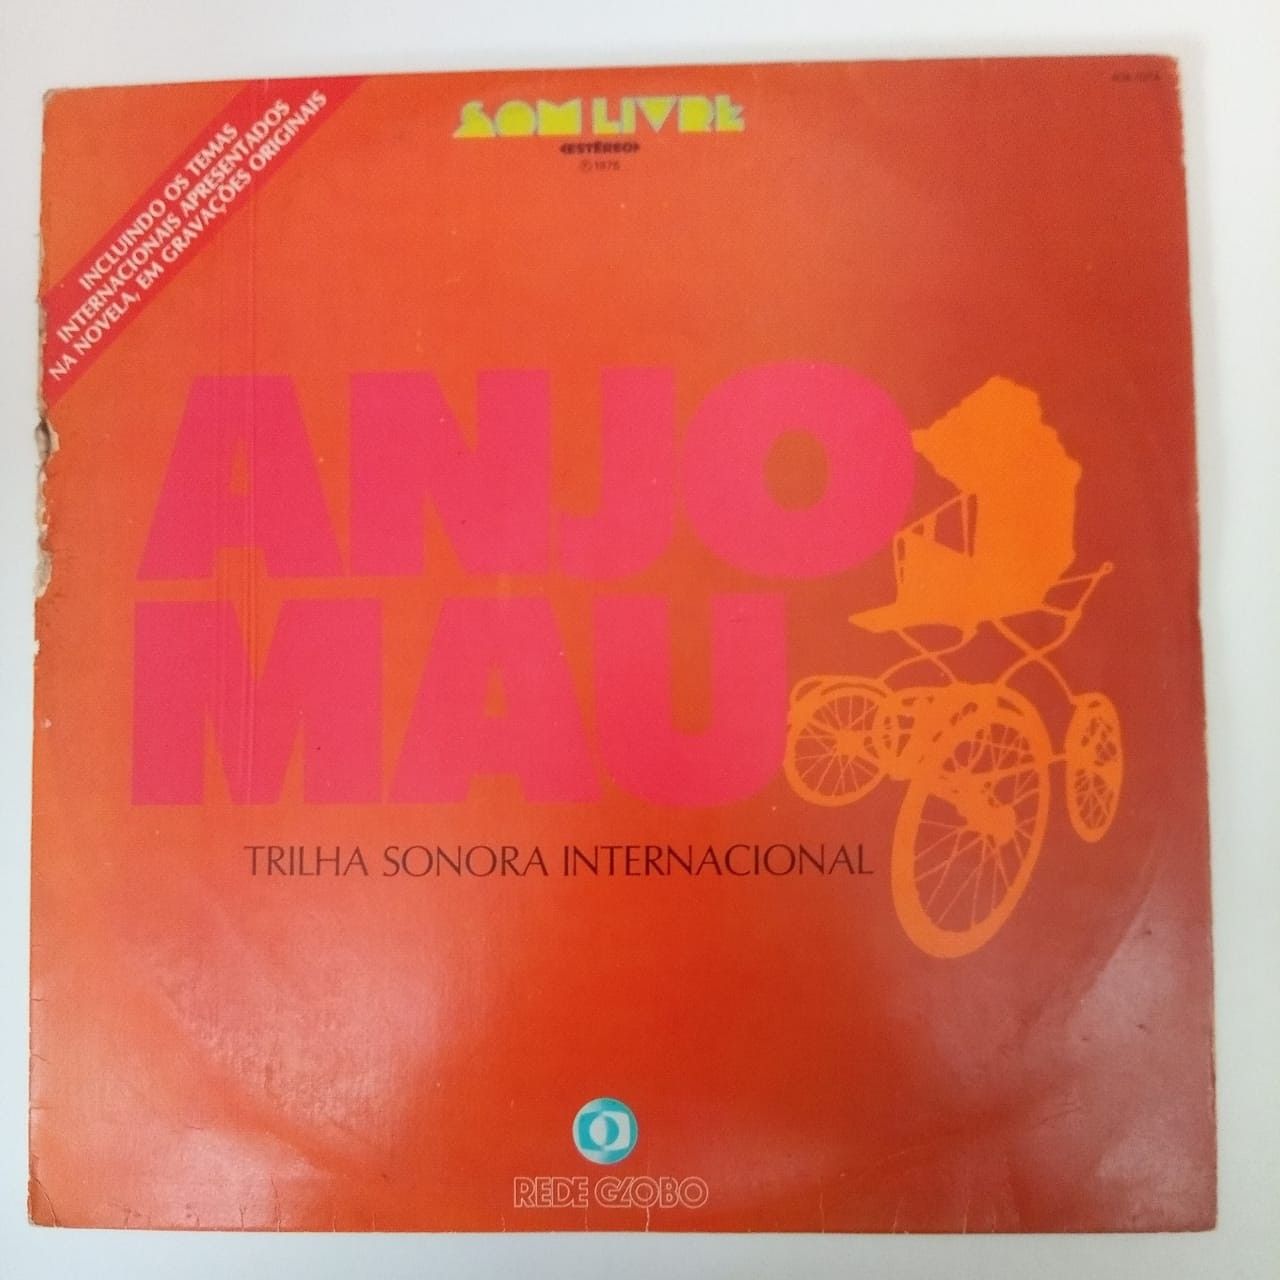 SOM LIVRE
ESTÉREO
℗ 1976
INCLUINDO OS TEMAS
INTERNACIONAIS APRESENTADOS
NA NOVELA, EM GRAVAÇÕES ORIGINAIS
ANJO
MAU
TRILHA SONORA INTERNACIONAL
REDE GLOBO